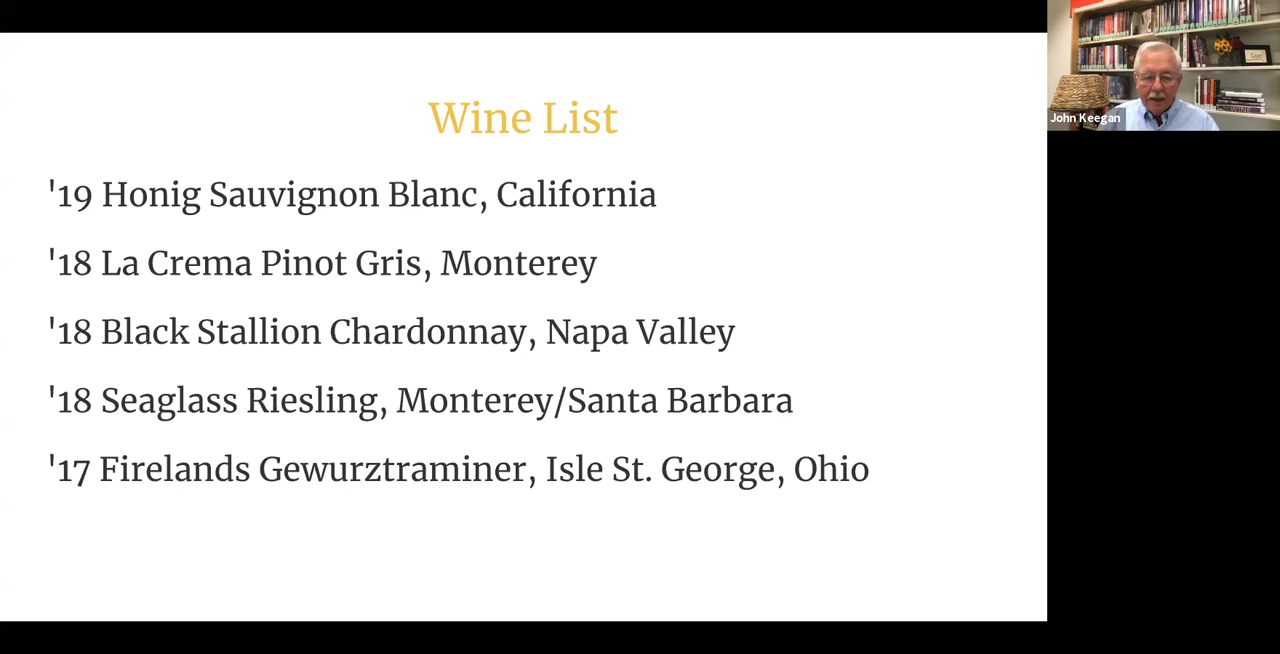 Wine List
'19 Honig Sauvignon Blanc, California
'18 La Crema Pinot Gris, Monterey
'18 Black Stallion Chardonnay, Napa Valley
'18 Seaglass Riesling, Monterey/Santa Barbara
'17 Firelands Gewurztraminer, Isle St. George, Ohio
John Keegan
WINE